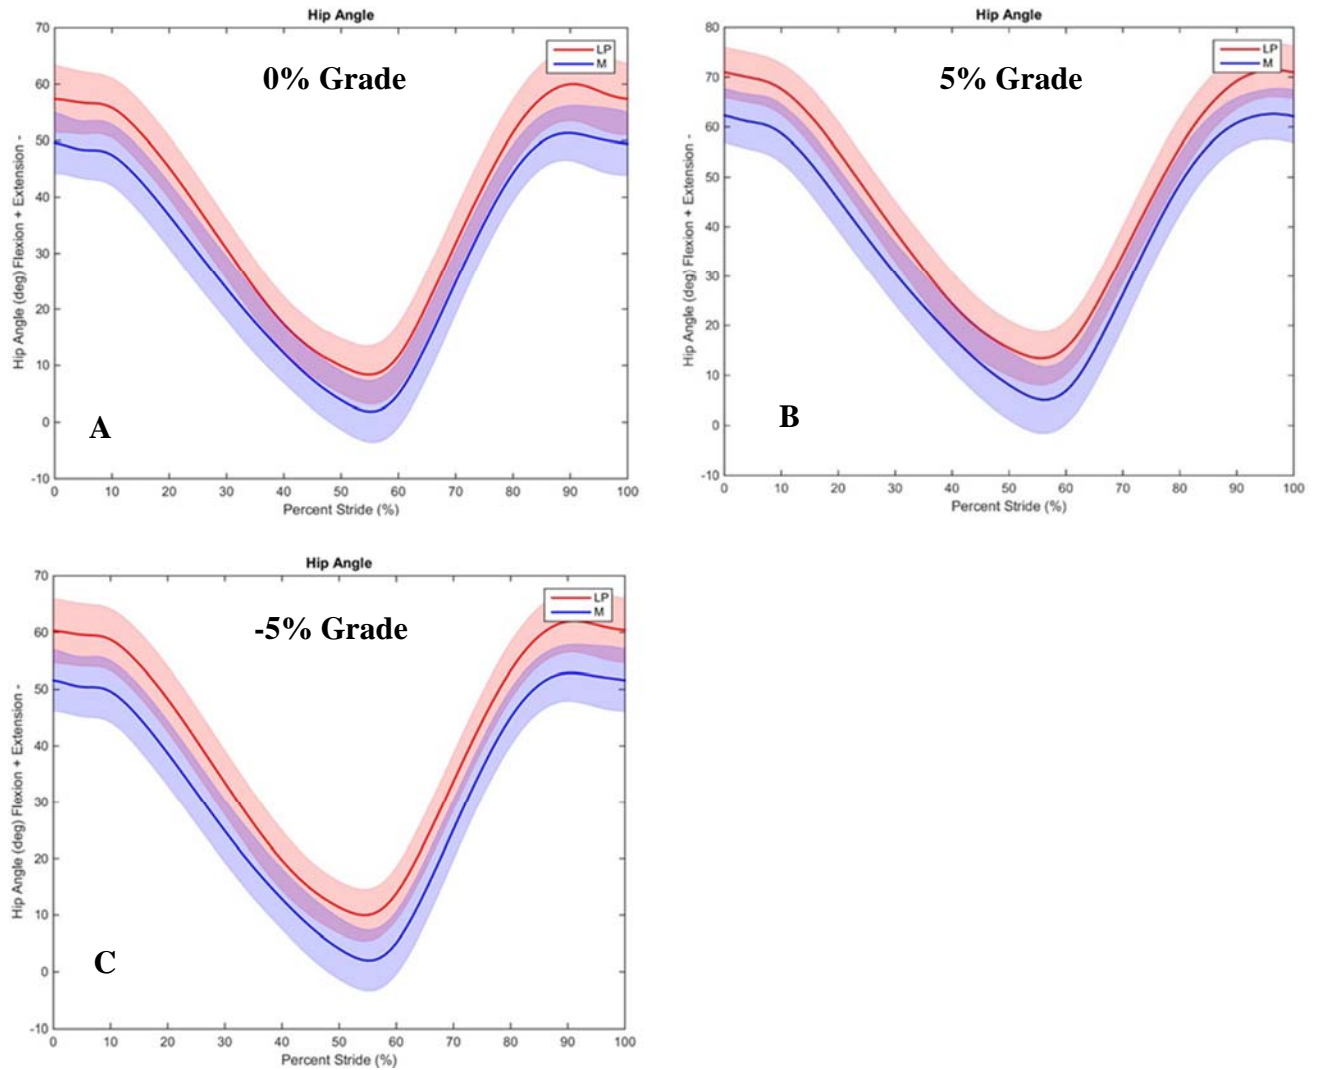 Hip Angle
70
60
50
40
30
20
10
0
-10
0 10 20 30 40 50 60 70 80 90 100
Hip Angle (deg) Flexion + Extension -
Percent Stride (%)
LP
M
0% Grade
A
Hip Angle
80
70
60
50
40
30
20
10
0
-10
0 10 20 30 40 50 60 70 80 90 100
Hip Angle (deg) Flexion + Extension -
Percent Stride (%)
LP
M
5% Grade
B
Hip Angle
70
60
50
40
30
20
10
0
-10
0 10 20 30 40 50 60 70 80 90 100
Hip Angle (deg) Flexion + Extension -
Percent Stride (%)
LP
M
-5% Grade
C